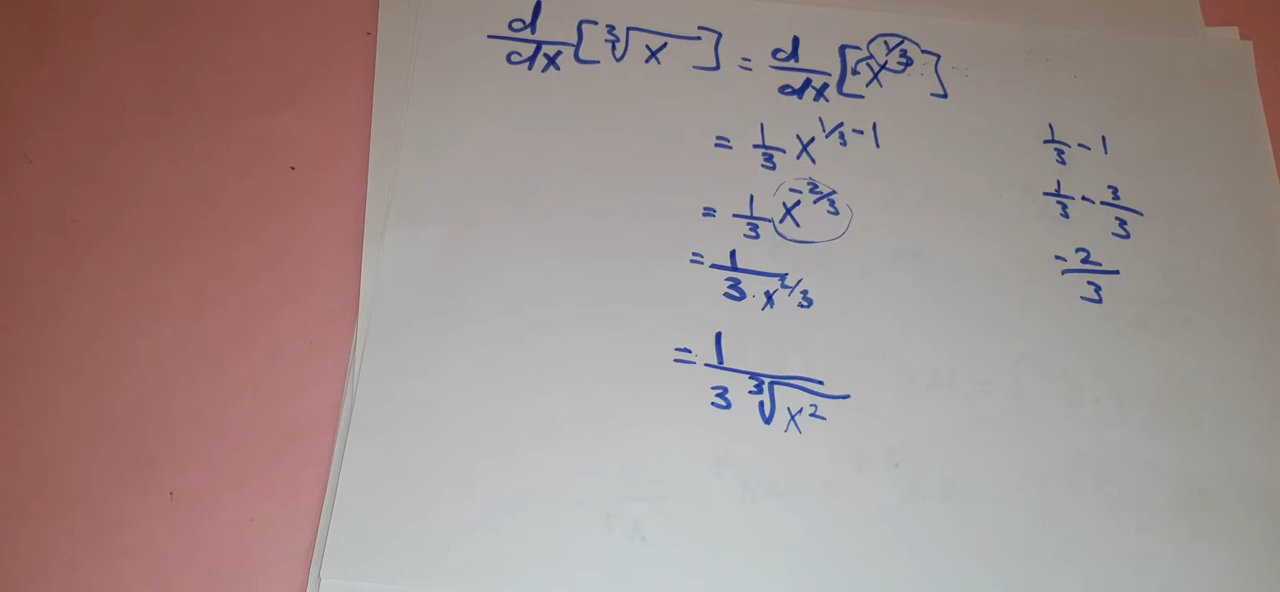 d/dx [∛x] = d/dx [x^1/3]
= 1/3 x^1/3-1
= 1/3 x^-2/3
= 1/3·x^2/3
= 1/3∛x²
1/3 - 1
1/3 - 3/3
-2/3